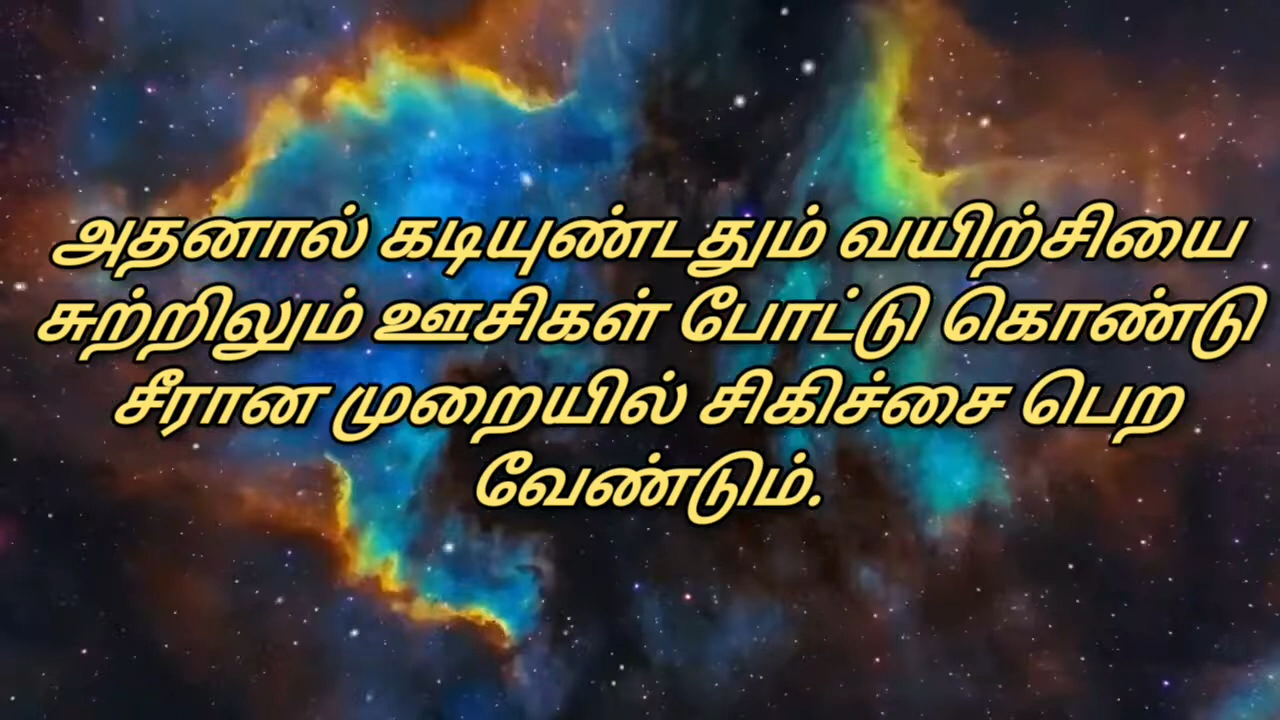 அதனால் கடியுண்டதும் வயிற்சியை
சுற்றிலும் ஊசிகள் போட்டு கொண்டு
சீரான முறையில் சிகிச்சை பெற
வேண்டும்.